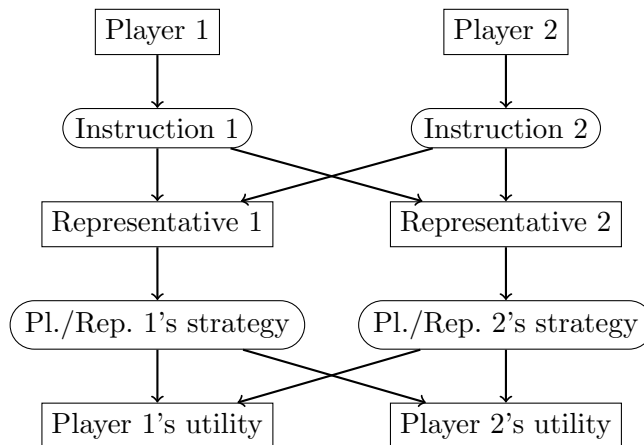 Player 1
Player 2
Instruction 1
Instruction 2
Representative 1
Representative 2
Pl./Rep. 1's strategy
Pl./Rep. 2's strategy
Player 1's utility
Player 2's utility